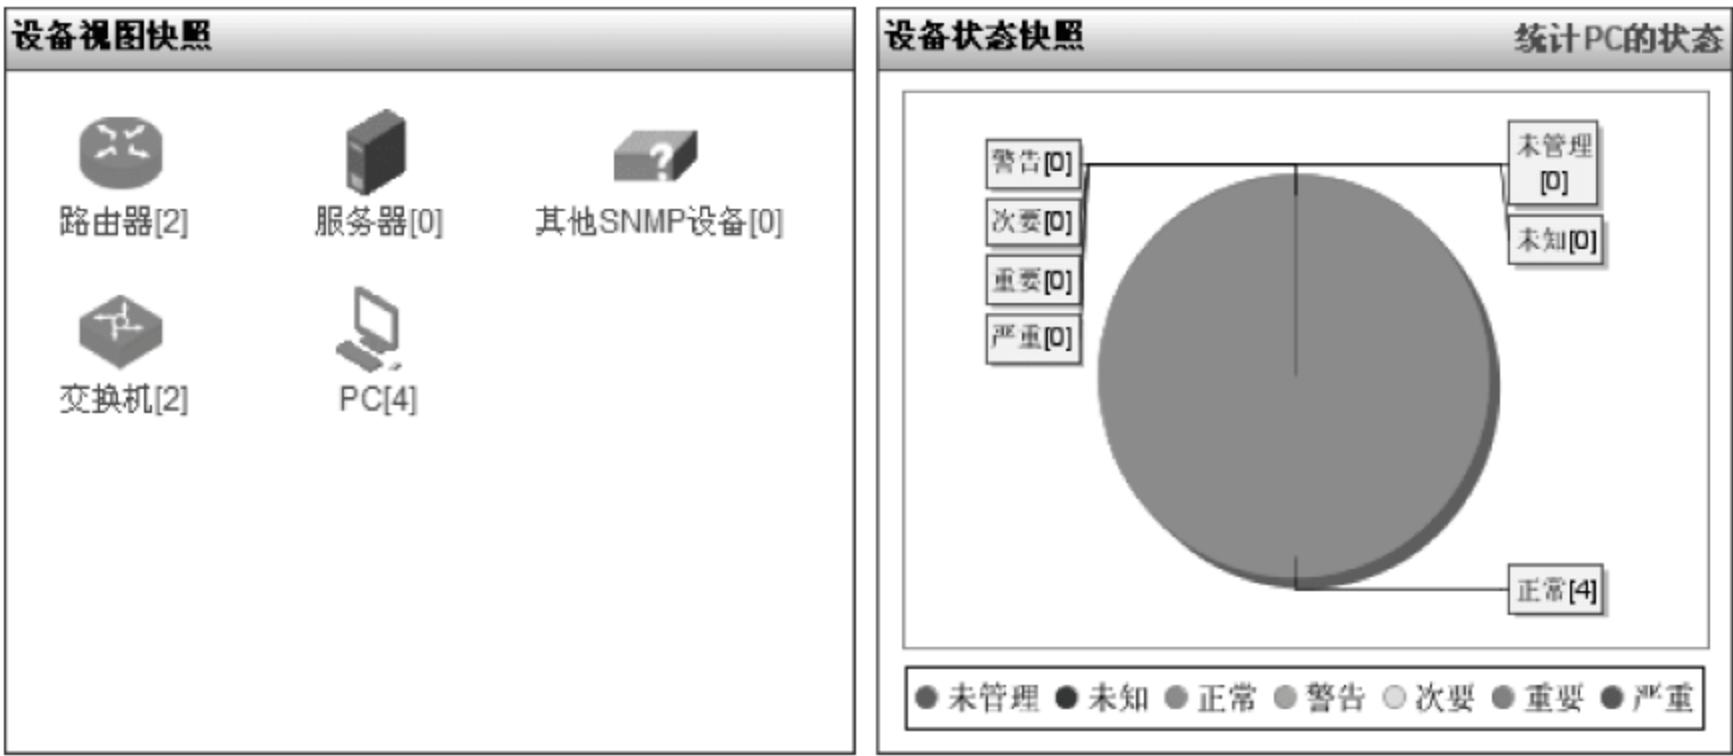 设备视图快照
路由器[2]
服务器[0]
其他SNMP设备[0]
交换机[2]
PC[4]
设备状态快照
统计PC的状态
警告[0]
次要[0]
重要[0]
严重[0]
未管理
[0]
未知[0]
正常[4]
未管理 未知 正常 警告 次要 重要 严重